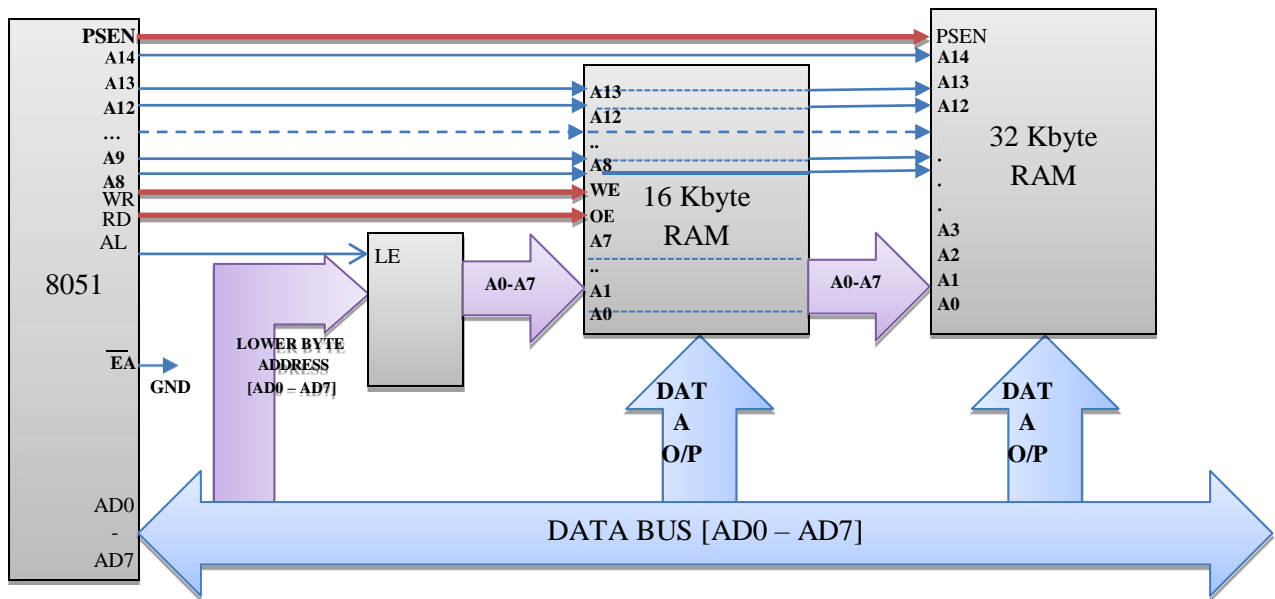 PSEN
A14
A13
A12
...
A9
A8
WR
RD
AL
8051
EA
GND
AD0
-
AD7
LE
LOWER BYTE
ADDRESS
[AD0 – AD7]
A0-A7
A13
A12
..
A8
WE
OE
A7
..
A1
A0
16 Kbyte
RAM
A0-A7
PSEN
A14
A13
A12
.
.
.
A3
A2
A1
A0
32 Kbyte
RAM
DAT
A
O/P
DAT
A
O/P
DATA BUS [AD0 – AD7]